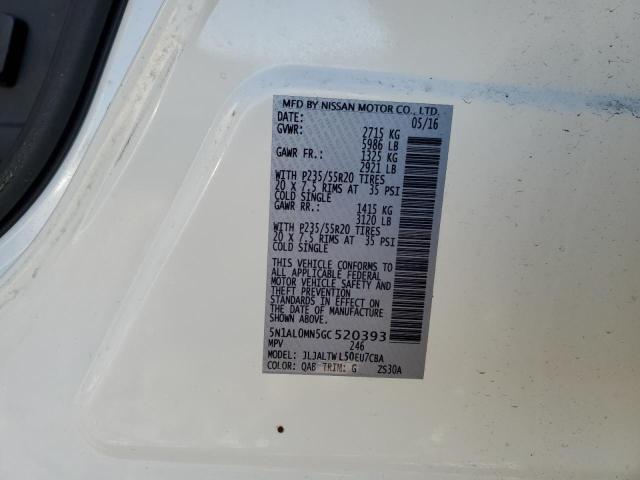 MFD BY NISSAN MOTOR CO., LTD.
DATE: 05/16
GVWR: 2715 KG
5986 LB
GAWR FR.: 1325 KG
2921 LB
WITH P235/55R20 TIRES
20 X 7.5 RIMS AT 35 PSI
COLD SINGLE
GAWR RR.: 1415 KG
3120 LB
WITH P235/55R20 TIRES
20 X 7.5 RIMS AT 35 PSI
COLD SINGLE
THIS VEHICLE CONFORMS TO
ALL APPLICABLE FEDERAL
MOTOR VEHICLE SAFETY AND
THEFT PREVENTION
STANDARDS IN EFFECT ON
THE DATE OF MANUFACTURE
SHOWN ABOVE.
5N1AL0MN5GC520393
MPV 246
MODEL: JLJALTWL50EU7CBA
COLOR: QAB TRIM: G ZS30A